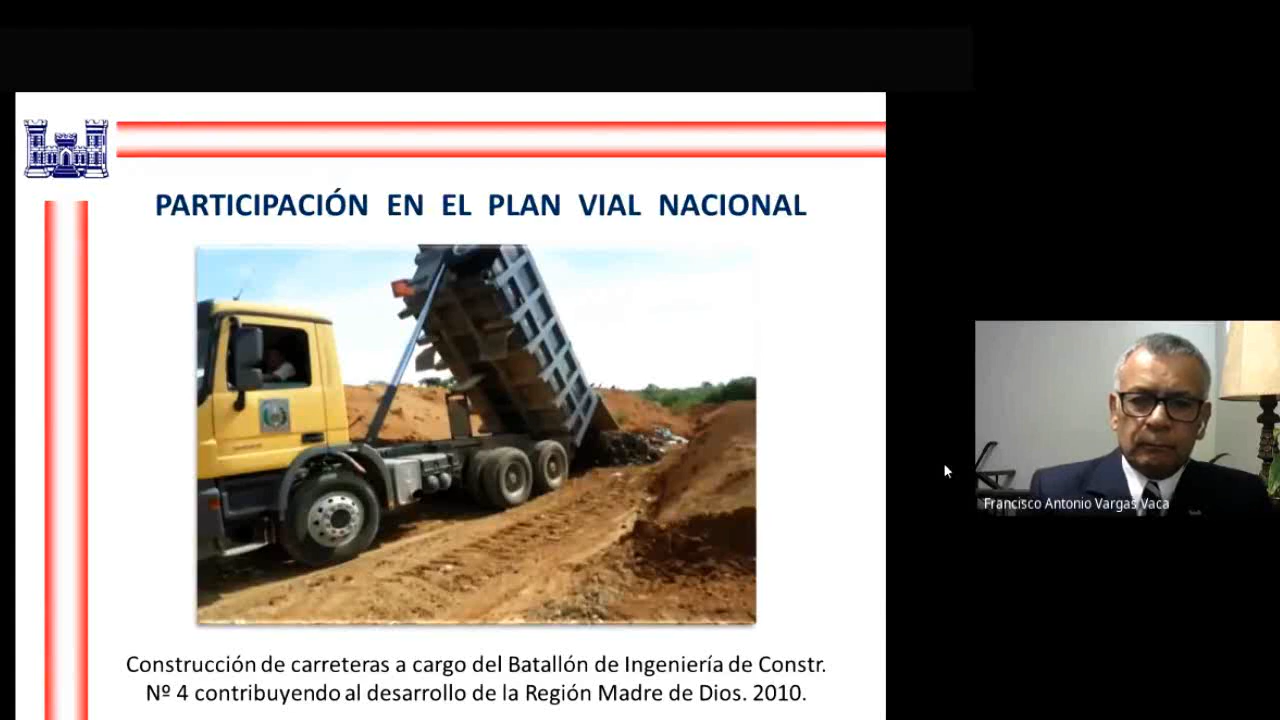 PARTICIPACIÓN EN EL PLAN VIAL NACIONAL
Francisco Antonio Vargas Vaca
Construcción de carreteras a cargo del Batallón de Ingeniería de Constr.
Nº 4 contribuyendo al desarrollo de la Región Madre de Dios. 2010.